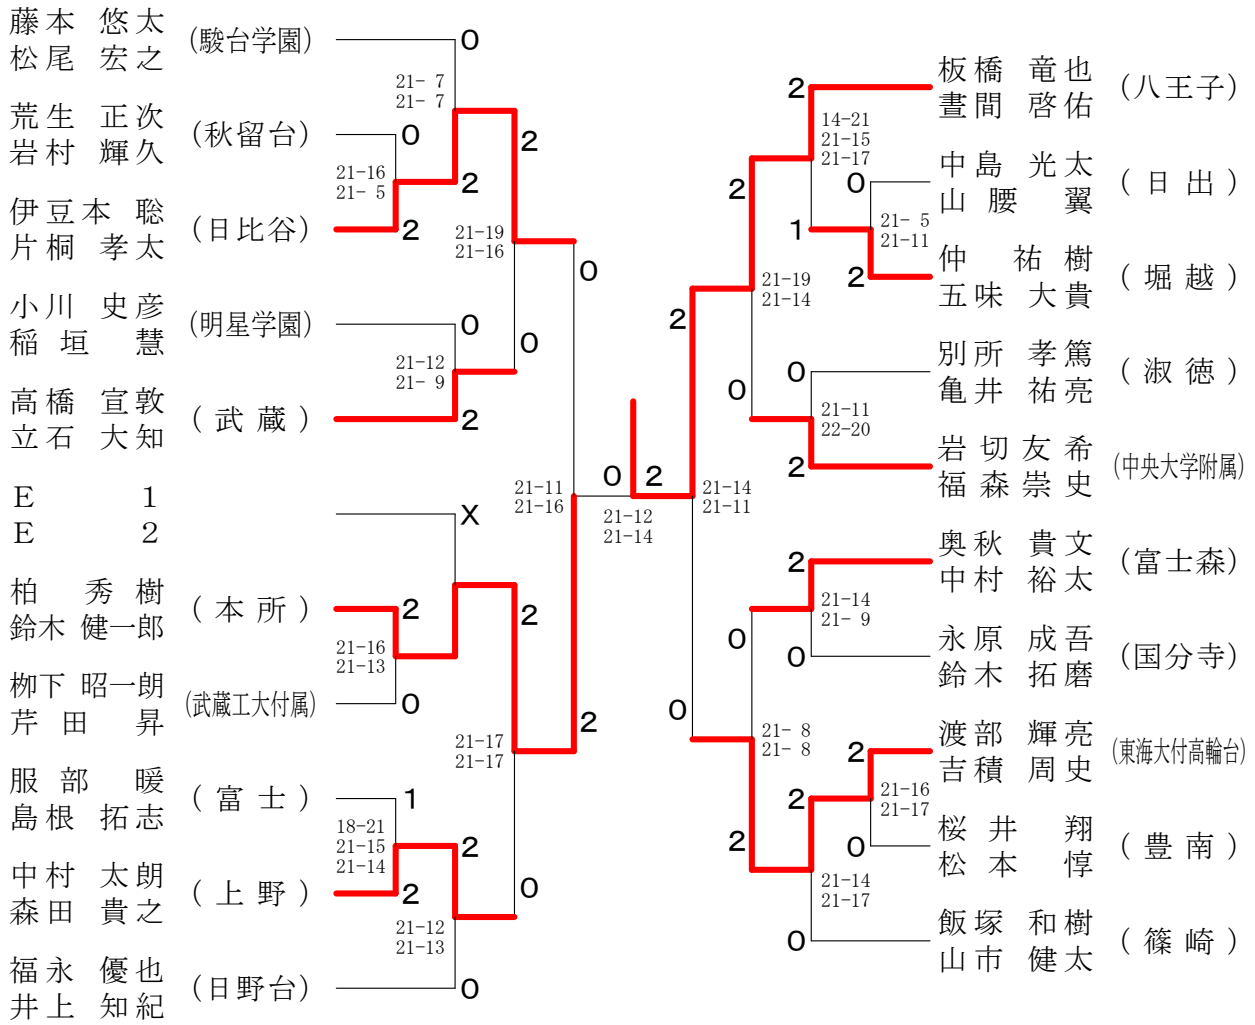 藤本 悠太
松尾 宏之
(駿台学園)
0
21- 7
21- 7
荒生 正次
岩村 輝久
(秋留台)
0
21-16
21- 5
2
2
伊豆本 聡
片桐 孝太
(日比谷)
2
21-19
21-16
0
小川 史彦
稲垣 慧
(明星学園)
0
21-12
21- 9
0
高橋 宣敦
立石 大知
(武蔵)
2
E 1
E 2
X
21-11
21-16
0 2
21-12
21-14
柏 秀樹
鈴木 健一郎
(本所)
2
21-16
21-13
2
栁下 昭一朗
芹田 昇
(武蔵工大付属)
0
2
21-17
21-17
服部 暖
島根 拓志
(富士)
1
18-21
21-15
21-14
2
中村 太朗
森田 貴之
(上野)
2
0
21-12
21-13
福永 優也
井上 知紀
(日野台)
0
板橋 竜也
晝間 啓佑
(八王子)
2
14-21
21-15
21-17
中島 光太
山腰 翼
(日出)
0
2
21- 5
21-11
1
仲 祐樹
五味 大貴
(堀越)
2
21-19
21-14
2
別所 孝篤
亀井 祐亮
(淑徳)
0
0
21-11
22-20
岩切友希
福森崇史
(中央大学附属)
2
21-14
21-11
奥秋 貴文
中村 裕太
(富士森)
2
21-14
21- 9
0
永原 成吾
鈴木 拓磨
(国分寺)
0
0
21- 8
21- 8
渡部 輝亮
吉積 周史
(東海大付高輪台)
2
21-16
21-17
2
2
桜井 翔
松本 惇
(豊南)
0
21-14
21-17
飯塚 和樹
山市 健太
(篠崎)
0